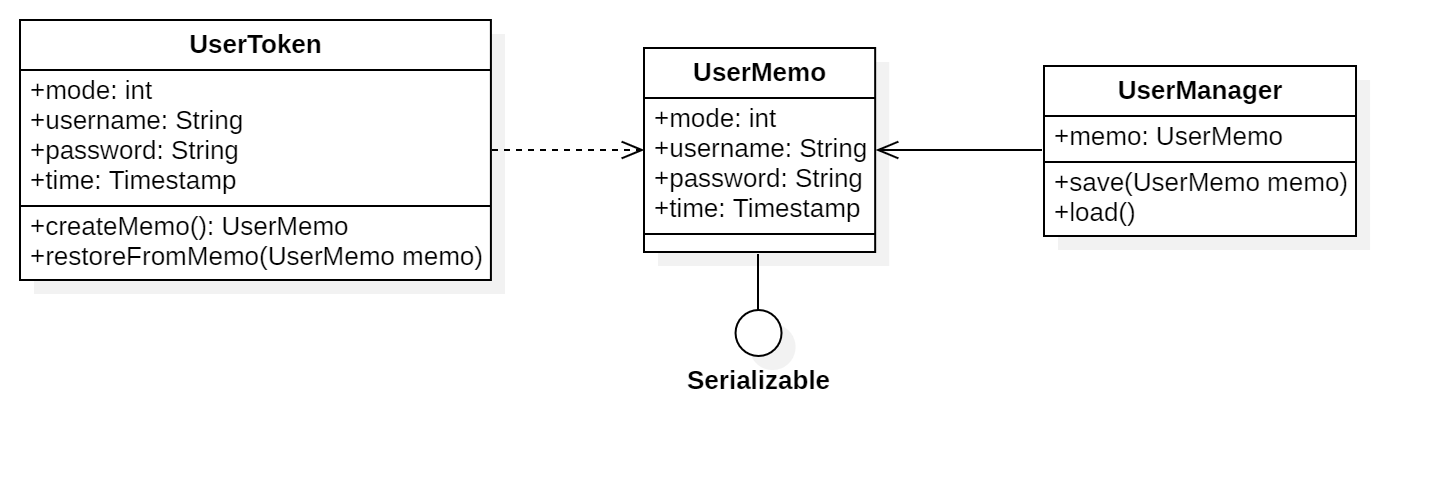 UserToken
+mode: int
+username: String
+password: String
+time: Timestamp
+createMemo(): UserMemo
+restoreFromMemo(UserMemo memo)
UserMemo
+mode: int
+username: String
+password: String
+time: Timestamp
Serializable
UserManager
+memo: UserMemo
+save(UserMemo memo)
+load()